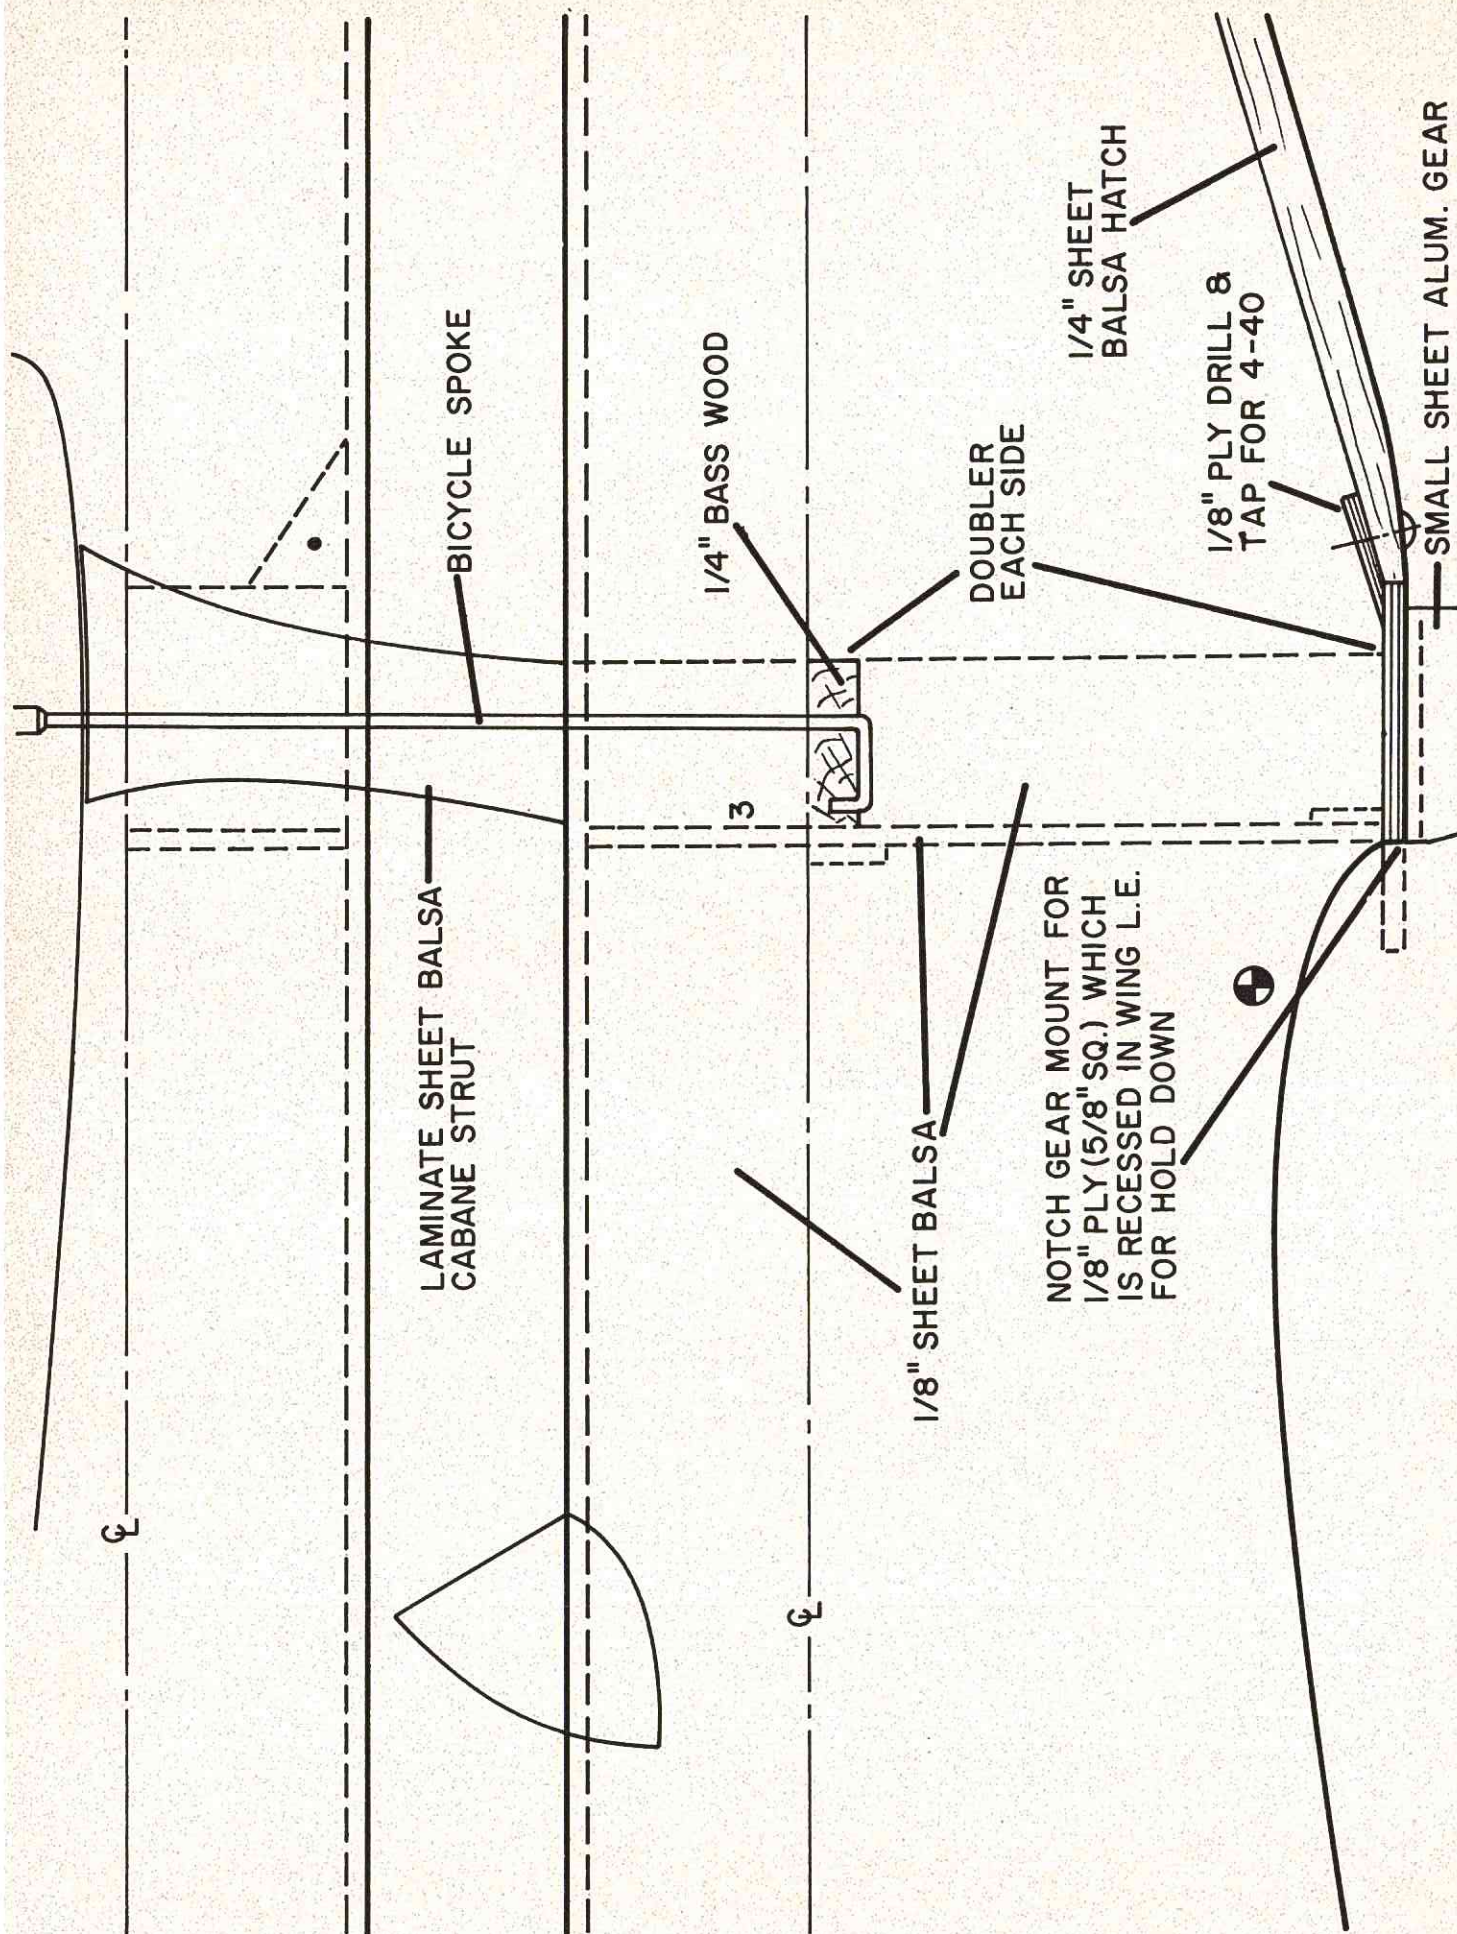 LAMINATE SHEET BALSA
CABANE STRUT
BICYCLE SPOKE
3
1/4" BASS WOOD
1/8" SHEET BALSA
DOUBLER
EACH SIDE
NOTCH GEAR MOUNT FOR
1/8" PLY (5/8" SQ.) WHICH
IS RECESSED IN WING L.E.
FOR HOLD DOWN
1/4" SHEET
BALSA HATCH
1/8" PLY DRILL &
TAP FOR 4-40
SMALL SHEET ALUM. GEAR
℄
℄